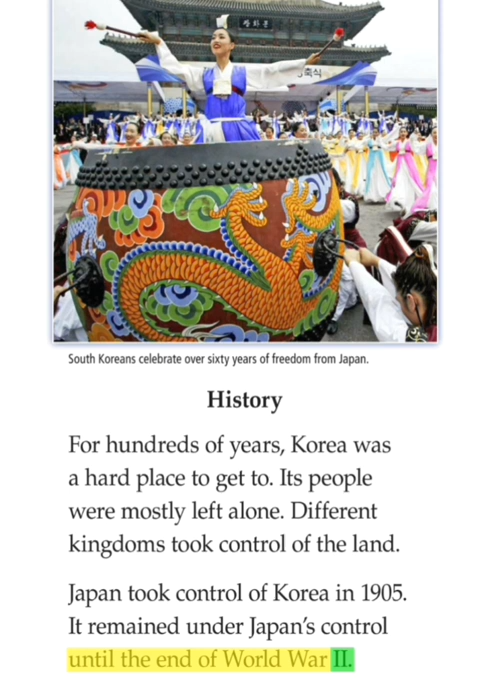 축식
South Koreans celebrate over sixty years of freedom from Japan.
History
For hundreds of years, Korea was
a hard place to get to. Its people
were mostly left alone. Different
kingdoms took control of the land.
Japan took control of Korea in 1905.
It remained under Japan's control
until the end of World War II.